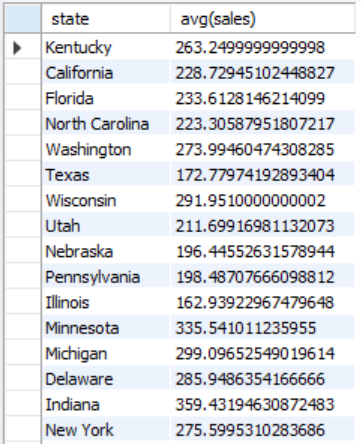 state avg(sales)
Kentucky 263.2499999999998
California 228.72945102448827
Florida 233.6128146214099
North Carolina 223.30587951807217
Washington 273.99460474308285
Texas 172.77974192893404
Wisconsin 291.9510000000002
Utah 211.69916981132073
Nebraska 196.44552631578944
Pennsylvania 198.48707666098812
Illinois 162.93922967479648
Minnesota 335.541011235955
Michigan 299.09652549019614
Delaware 285.9486354166666
Indiana 359.43194630872483
New York 275.5995310283686